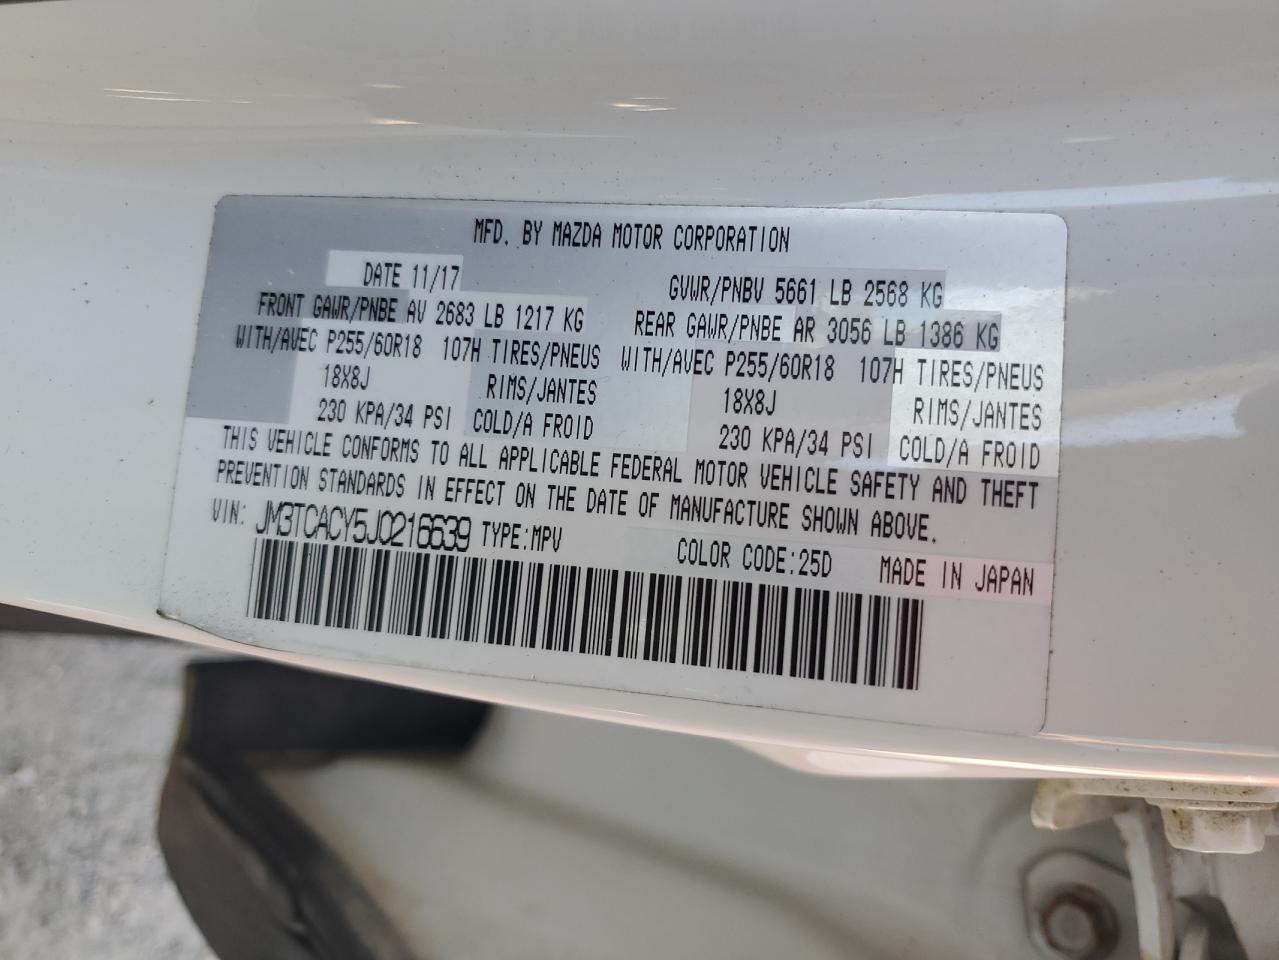 MFD. BY MAZDA MOTOR CORPORATION
DATE 11/17 GVWR/PNBV 5661 LB 2568 KG
FRONT GAWR/PNBE AV 2683 LB 1217 KG REAR GAWR/PNBE AR 3056 LB 1386 KG
WITH/AVEC P255/60R18 107H TIRES/PNEUS WITH/AVEC P255/60R18 107H TIRES/PNEUS
18X8J RIMS/JANTES 18X8J RIMS/JANTES
230 KPA/34 PSI COLD/A FROID 230 KPA/34 PSI COLD/A FROID
THIS VEHICLE CONFORMS TO ALL APPLICABLE FEDERAL MOTOR VEHICLE SAFETY AND THEFT
PREVENTION STANDARDS IN EFFECT ON THE DATE OF MANUFACTURE SHOWN ABOVE.
VIN: JM3TCACY5J0216639 TYPE:MPV COLOR CODE:25D MADE IN JAPAN